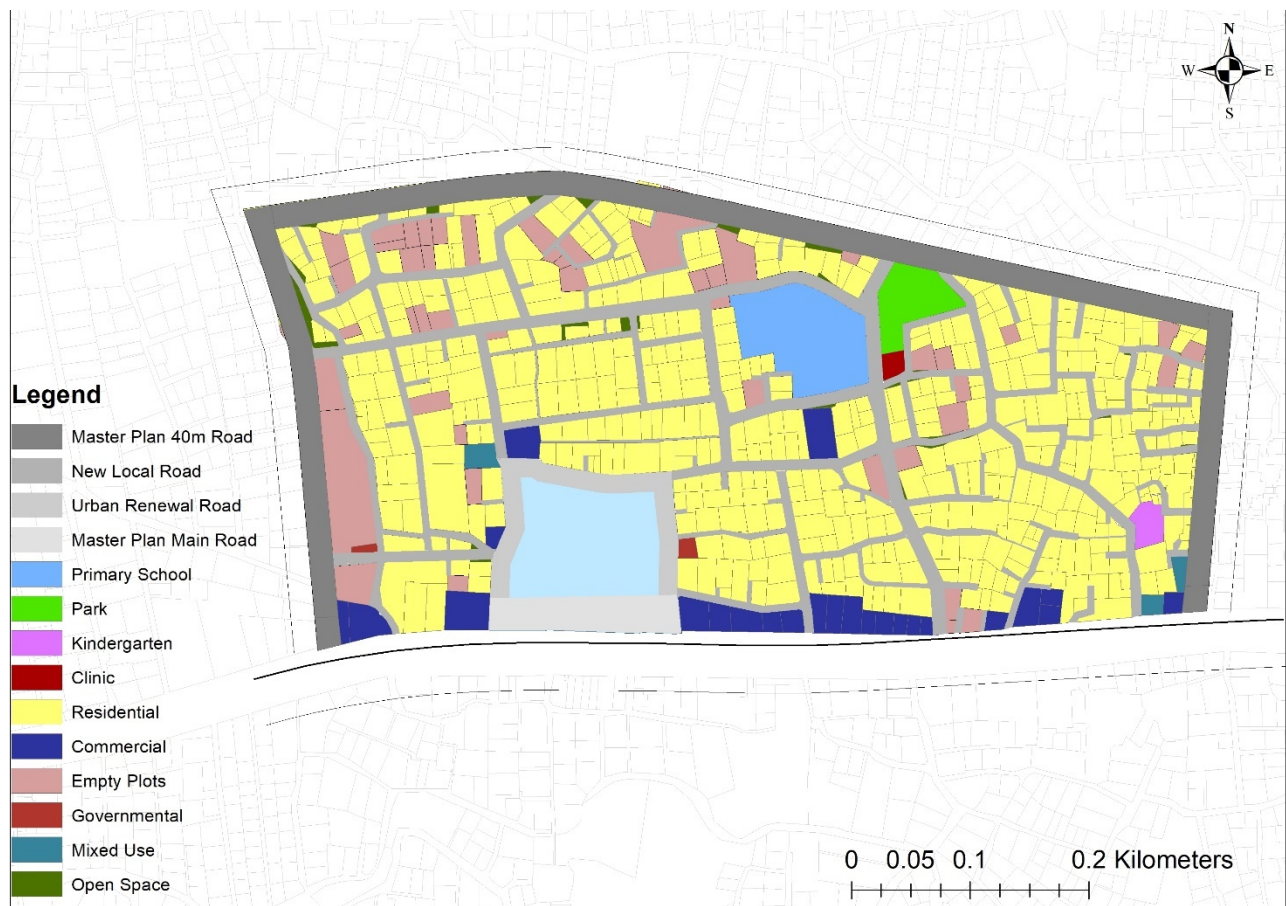 N
W E
S
Legend
Master Plan 40m Road
New Local Road
Urban Renewal Road
Master Plan Main Road
Primary School
Park
Kindergarten
Clinic
Residential
Commercial
Empty Plots
Governmental
Mixed Use
Open Space
0 0.05 0.1 0.2 Kilometers